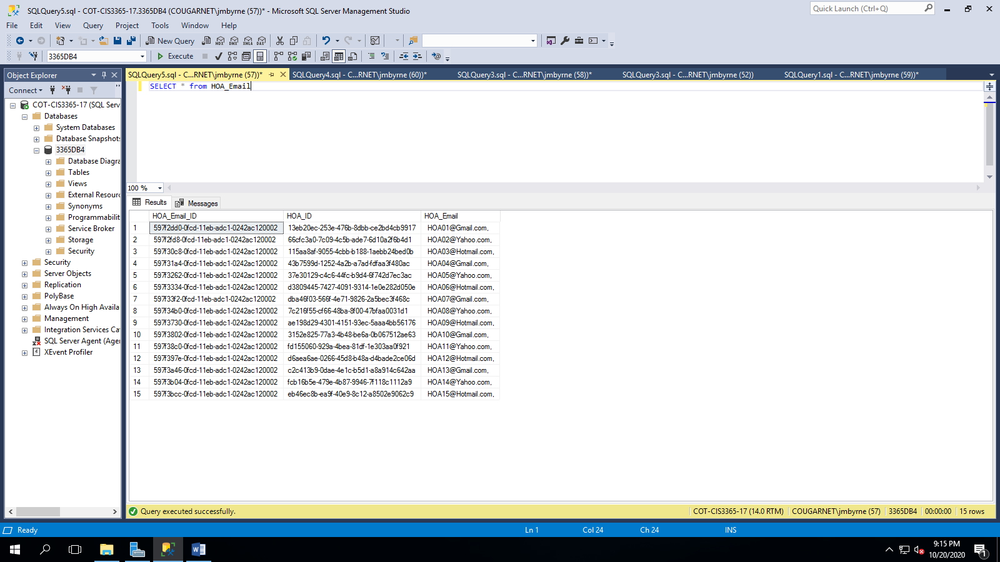 SQLQuery5.sql - COT-CIS3365-17.3365DB4 (COUGARNET\jmbyrne (57))* - Microsoft SQL Server Management Studio
Quick Launch (Ctrl+Q)
File Edit View Query Project Tools Window Help
New Query MDX DMX XMLA DAX
3365DB4 Execute
Object Explorer
SQLQuery5.sql - C...RNET\jmbyrne (57))* SQLQuery4.sql - C...RNET\jmbyrne (60))* SQLQuery3.sql - C...RNET\jmbyrne (58))* SQLQuery3.sql - C...RNET\jmbyrne (52)) SQLQuery1.sql - C...RNET\jmbyrne (59))*
Connect
SELECT * from HOA_Email
COT-CIS3365-17 (SQL Serv
Databases
System Databases
Database Snapshots
3365DB4
Database Diagra
Tables
Views
External Resourc
Synonyms
Programmabilit
Service Broker
Storage
Security
Security
Server Objects
Replication
PolyBase
Always On High Availa
Management
Integration Services Ca
SQL Server Agent (Agen
XEvent Profiler
100 %
Results Messages
HOA_Email_ID HOA_ID HOA_Email
1 597f2dd0-0fcd-11eb-adc1-0242ac120002 13eb20ec-253e-476b-8dbb-ce2bd4cb9917 HOA01@Gmail.com,
2 597f2fd8-0fcd-11eb-adc1-0242ac120002 66cfc3a0-7c09-4c5b-ade7-6d10a2f6b4d1 HOA02@Yahoo.com,
3 597f30c8-0fcd-11eb-adc1-0242ac120002 115aa8af-9055-4cbb-b188-1aebb24bed0b HOA03@Hotmail.com,
4 597f31a4-0fcd-11eb-adc1-0242ac120002 43b7599d-1252-4a2b-a7ad-fdfaa3f480ac HOA04@Gmail.com,
5 597f3262-0fcd-11eb-adc1-0242ac120002 37e30129-c4c6-44fc-b9d4-6f742d7ec3ac HOA05@Yahoo.com,
6 597f3334-0fcd-11eb-adc1-0242ac120002 d3809445-7427-4091-9314-1e0e282d050e HOA06@Hotmail.com,
7 597f33f2-0fcd-11eb-adc1-0242ac120002 dba46f03-566f-4e71-9826-2a5bec3f468c HOA07@Gmail.com,
8 597f34b0-0fcd-11eb-adc1-0242ac120002 7c216f55-cf66-48ba-8f00-47bfaa0031d1 HOA08@Yahoo.com,
9 597f3730-0fcd-11eb-adc1-0242ac120002 ae198d29-4301-4151-93ec-5aaa4bb56176 HOA09@Hotmail.com,
10 597f3802-0fcd-11eb-adc1-0242ac120002 3152e825-77a3-4b48-be6a-0b067512ae63 HOA10@Gmail.com,
11 597f38c0-0fcd-11eb-adc1-0242ac120002 fd155060-929a-4bea-81df-1e303aa0f921 HOA11@Yahoo.com,
12 597f397e-0fcd-11eb-adc1-0242ac120002 d6aea6ae-0266-45d8-b48a-d4bade2ce06d HOA12@Hotmail.com,
13 597f3a46-0fcd-11eb-adc1-0242ac120002 c2c413b9-0dae-4e1c-b5d1-a8a914c642aa HOA13@Gmail.com,
14 597f3b04-0fcd-11eb-adc1-0242ac120002 fcb16b5e-479e-4b87-9946-7f118c1112a9 HOA14@Yahoo.com,
15 597f3bcc-0fcd-11eb-adc1-0242ac120002 eb46ec8b-ea9f-40e9-8c12-a8502e9062c9 HOA15@Hotmail.com,
Query executed successfully. COT-CIS3365-17 (14.0 RTM) COUGARNET\jmbyrne (57) 3365DB4 00:00:00 15 rows
Ready Ln 1 Col 24 Ch 24 INS
9:15 PM
10/20/2020
1